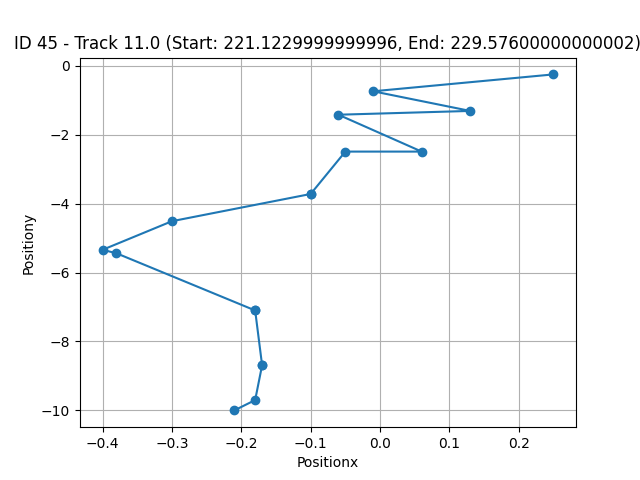 ID 45 - Track 11.0 (Start: 221.1229999999996, End: 229.57600000000002)
0
−2
−4
−6
−8
−10
Positiony
−0.4 −0.3 −0.2 −0.1 0.0 0.1 0.2
Positionx